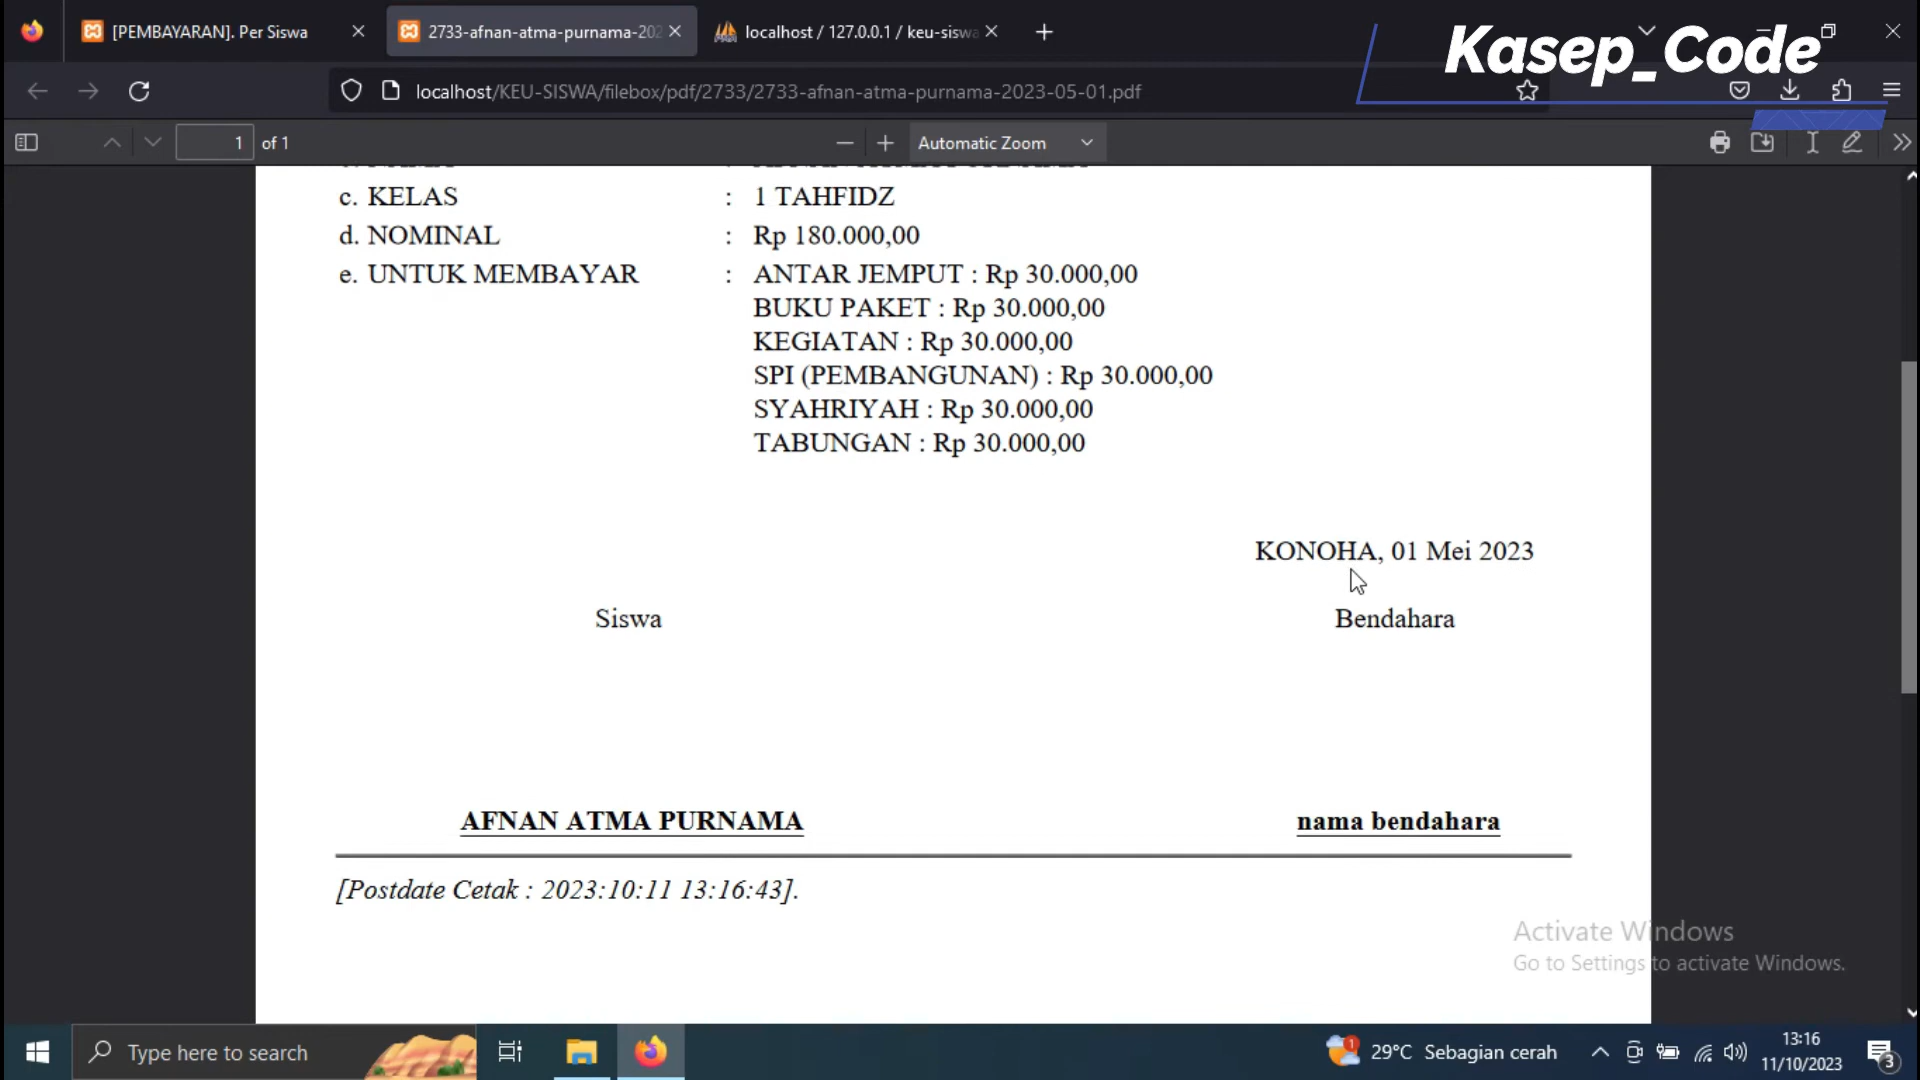 [PEMBAYARAN]. Per Siswa
2733-afnan-atma-purnama-202
localhost / 127.0.0.1 / keu-siswa
Kasep_Code
localhost/KEU-SISWA/filebox/pdf/2733/2733-afnan-atma-purnama-2023-05-01.pdf
1 of 1
Automatic Zoom
c. KELAS : 1 TAHFIDZ
d. NOMINAL : Rp 180.000,00
e. UNTUK MEMBAYAR : ANTAR JEMPUT : Rp 30.000,00
BUKU PAKET : Rp 30.000,00
KEGIATAN : Rp 30.000,00
SPI (PEMBANGUNAN) : Rp 30.000,00
SYAHRIYAH : Rp 30.000,00
TABUNGAN : Rp 30.000,00
KONOHA, 01 Mei 2023
Siswa Bendahara
AFNAN ATMA PURNAMA nama bendahara
[Postdate Cetak : 2023:10:11 13:16:43].
Activate Windows
Go to Settings to activate Windows.
Type here to search
1
29°C Sebagian cerah
13:16
11/10/2023
3